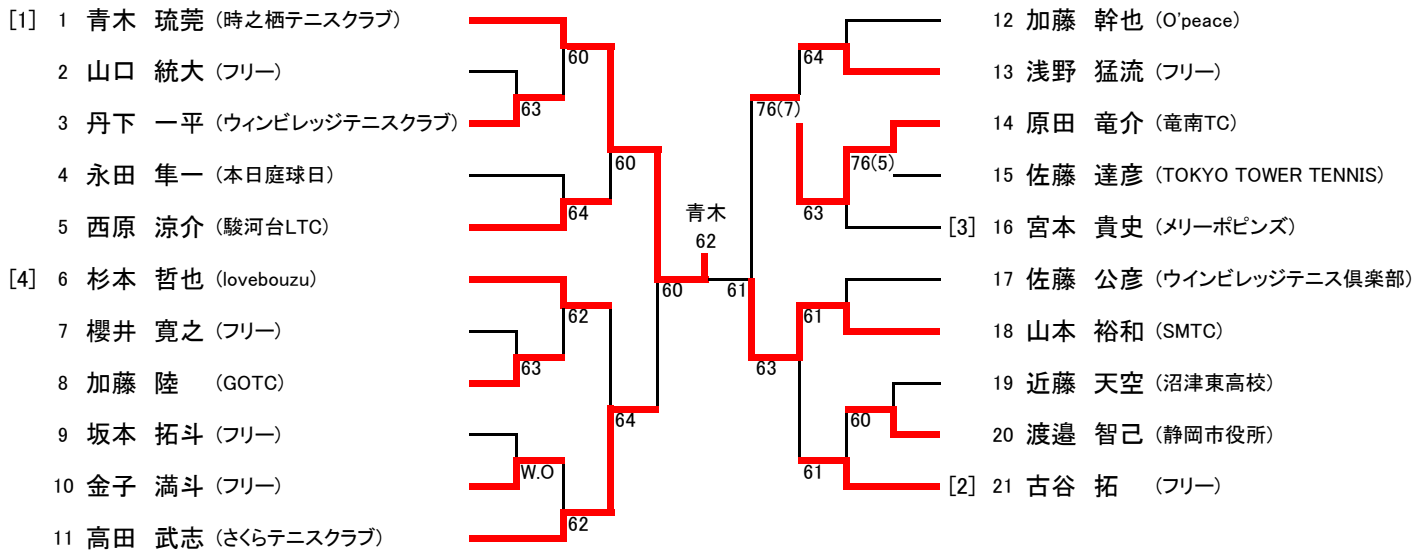 [1] 1 青木 琉莞 (時之栖テニスクラブ)
2 山口 統大 (フリー)
3 丹下 一平 (ウィンビレッジテニスクラブ)
4 永田 隼一 (本日庭球日)
5 西原 涼介 (駿河台LTC)
[4] 6 杉本 哲也 (lovebouzu)
7 櫻井 寛之 (フリー)
8 加藤 陸 (GOTC)
9 坂本 拓斗 (フリー)
10 金子 満斗 (フリー)
11 高田 武志 (さくらテニスクラブ)
60
63
64
62
63
W.O
62
60
64
60
青木
62
61
76(7)
63
64
63
61
61
76(5)
60
12 加藤 幹也 (O'peace)
13 浅野 猛流 (フリー)
14 原田 竜介 (竜南TC)
15 佐藤 達彦 (TOKYO TOWER TENNIS)
[3] 16 宮本 貴史 (メリーポピンズ)
17 佐藤 公彦 (ウインビレッジテニス倶楽部)
18 山本 裕和 (SMTC)
19 近藤 天空 (沼津東高校)
20 渡邉 智己 (静岡市役所)
[2] 21 古谷 拓 (フリー)